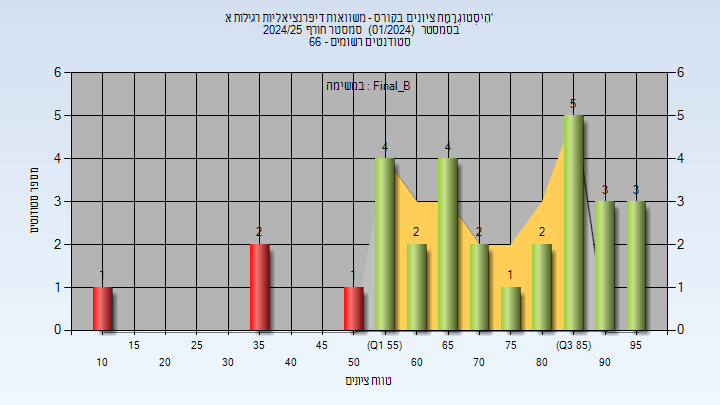 הִיסְטוֹגְרָמַת ציונים בקורס - משוואות דיפרנציאליות רגילות א'
בסמסטר (01/2024) סמסטר חורף 2024/25
סטודנטים רשומים - 66
במשימה : Final_B
מספר סטודנטים
6 6
5 5
4 4
3 3
2 2
1 1
0 0
1 2 1 4 2 4 2 1 2 5 3 3
15 25 35 45 (Q1 55) 65 75 (Q3 85) 95
10 20 30 40 50 60 70 80 90
טווח ציונים